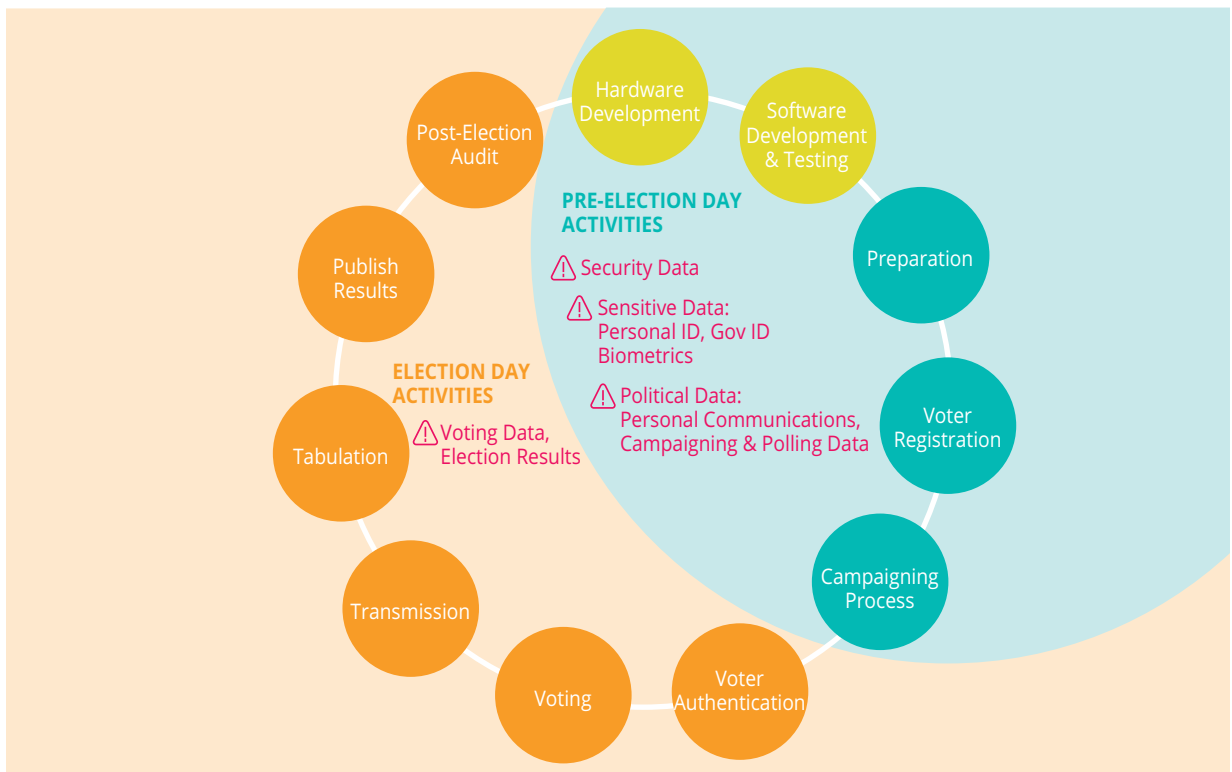 Hardware
Development
Software
Development
& Testing
Preparation
Voter
Registration
Campaigning
Process
Voter
Authentication
Voting
Transmission
Tabulation
Publish
Results
Post-Election
Audit
PRE-ELECTION DAY
ACTIVITIES
Security Data
Sensitive Data:
Personal ID, Gov ID
Biometrics
Political Data:
Personal Communications,
Campaigning & Polling Data
ELECTION DAY
ACTIVITIES
Voting Data,
Election Results